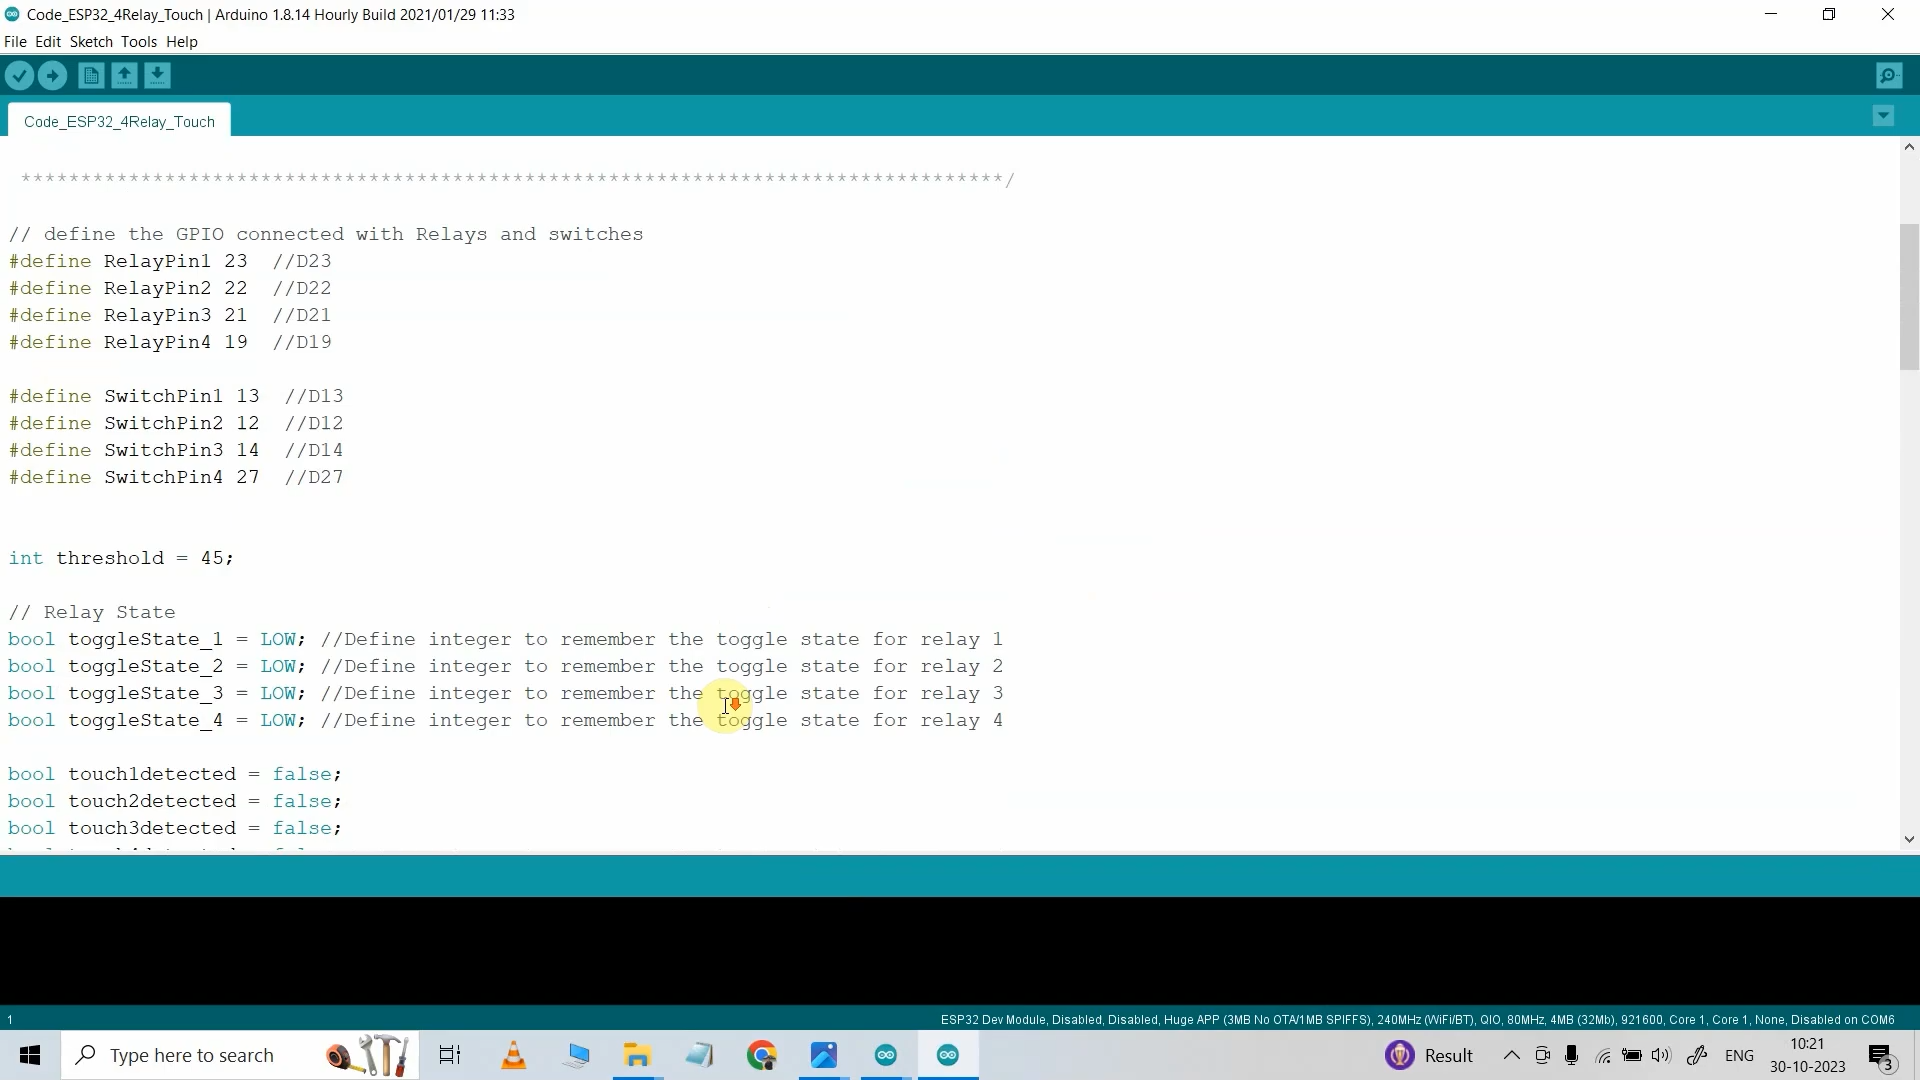 Code_ESP32_4Relay_Touch | Arduino 1.8.14 Hourly Build 2021/01/29 11:33
File Edit Sketch Tools Help
Code_ESP32_4Relay_Touch
***********************************************************************************/
// define the GPIO connected with Relays and switches
#define RelayPin1 23  //D23
#define RelayPin2 22  //D22
#define RelayPin3 21  //D21
#define RelayPin4 19  //D19
#define SwitchPin1 13  //D13
#define SwitchPin2 12  //D12
#define SwitchPin3 14  //D14
#define SwitchPin4 27  //D27
int threshold = 45;
// Relay State
bool toggleState_1 = LOW; //Define integer to remember the toggle state for relay 1
bool toggleState_2 = LOW; //Define integer to remember the toggle state for relay 2
bool toggleState_3 = LOW; //Define integer to remember the toggle state for relay 3
bool toggleState_4 = LOW; //Define integer to remember the toggle state for relay 4
bool touch1detected = false;
bool touch2detected = false;
bool touch3detected = false;
1
ESP32 Dev Module, Disabled, Disabled, Huge APP (3MB No OTA/1MB SPIFFS), 240MHz (WiFi/BT), QIO, 80MHz, 4MB (32Mb), 921600, Core 1, Core 1, None, Disabled on COM6
Type here to search
Result
ENG
10:21
30-10-2023
3